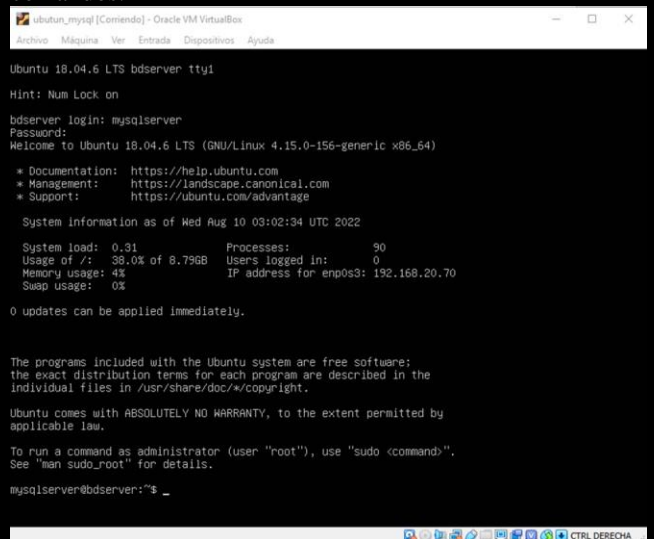 ubutun_mysql [Corriendo] - Oracle VM VirtualBox
Archivo Máquina Ver Entrada Dispositivos Ayuda
Ubuntu 18.04.6 LTS bdserver tty1
Hint: Num Lock on
bdserver login: mysqlserver
Password:
Welcome to Ubuntu 18.04.6 LTS (GNU/Linux 4.15.0-156-generic x86_64)
* Documentation: https://help.ubuntu.com
* Management: https://landscape.canonical.com
* Support: https://ubuntu.com/advantage
System information as of Wed Aug 10 03:02:34 UTC 2022
System load: 0.31 Processes: 90
Usage of /: 38.0% of 8.79GB Users logged in: 0
Memory usage: 4% IP address for enp0s3: 192.168.20.70
Swap usage: 0%
0 updates can be applied immediately.
The programs included with the Ubuntu system are free software;
the exact distribution terms for each program are described in the
individual files in /usr/share/doc/*/copyright.
Ubuntu comes with ABSOLUTELY NO WARRANTY, to the extent permitted by
applicable law.
To run a command as administrator (user "root"), use "sudo <command>".
See "man sudo_root" for details.
mysqlserver@bdserver:~$ _
CTRL DERECHA